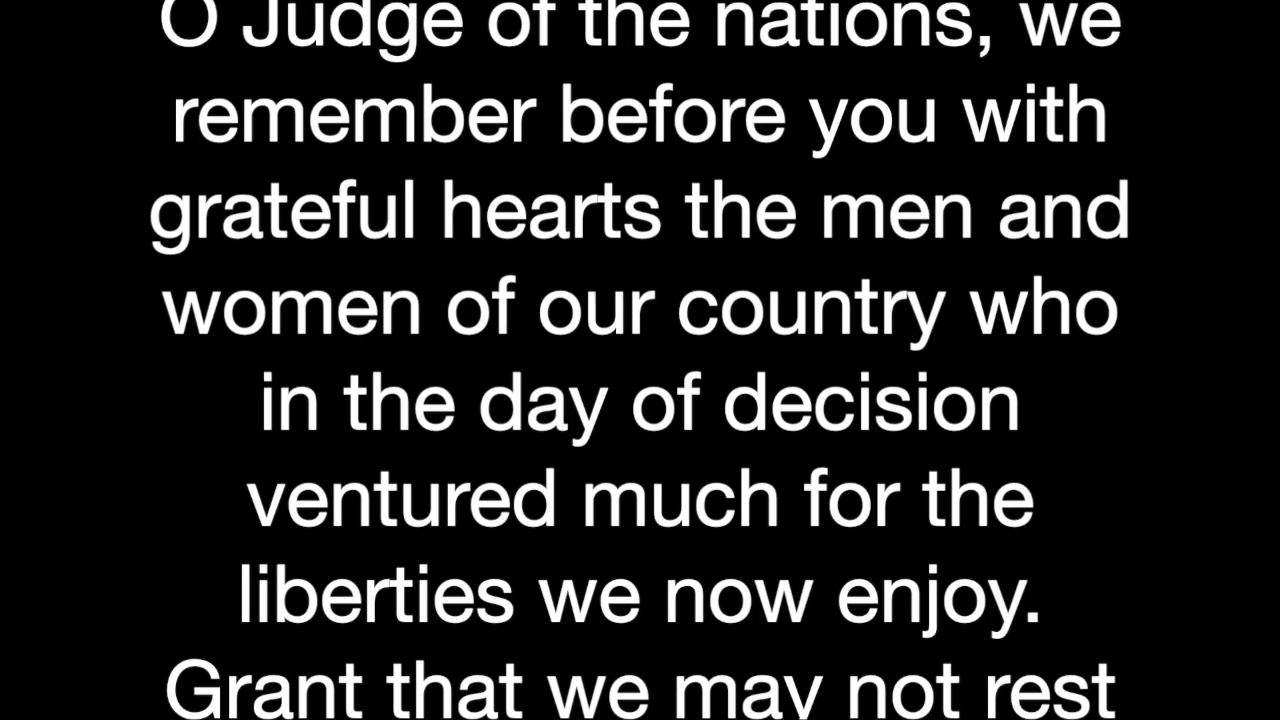 O Judge of the nations, we
remember before you with
grateful hearts the men and
women of our country who
in the day of decision
ventured much for the
liberties we now enjoy.
Grant that we may not rest